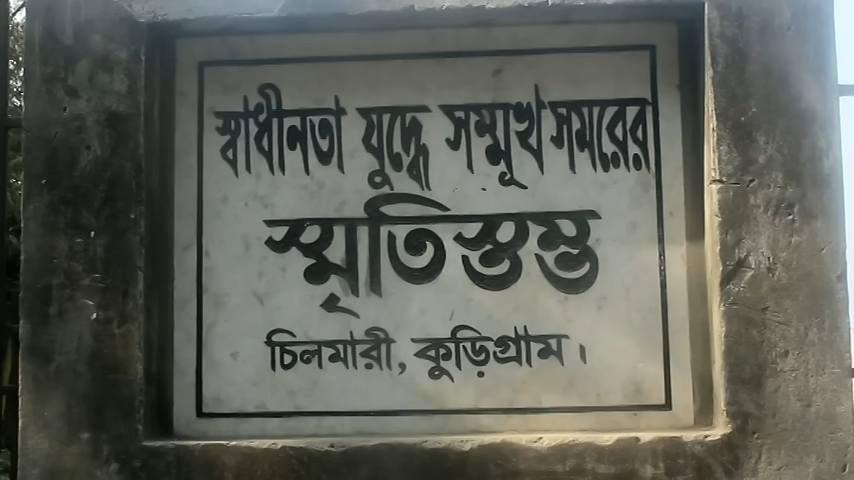 স্বাধীনতা যুদ্ধে সম্মূখ সমরের
স্মৃতিস্তম্ভ
চিলমারী, কুড়িগ্রাম।